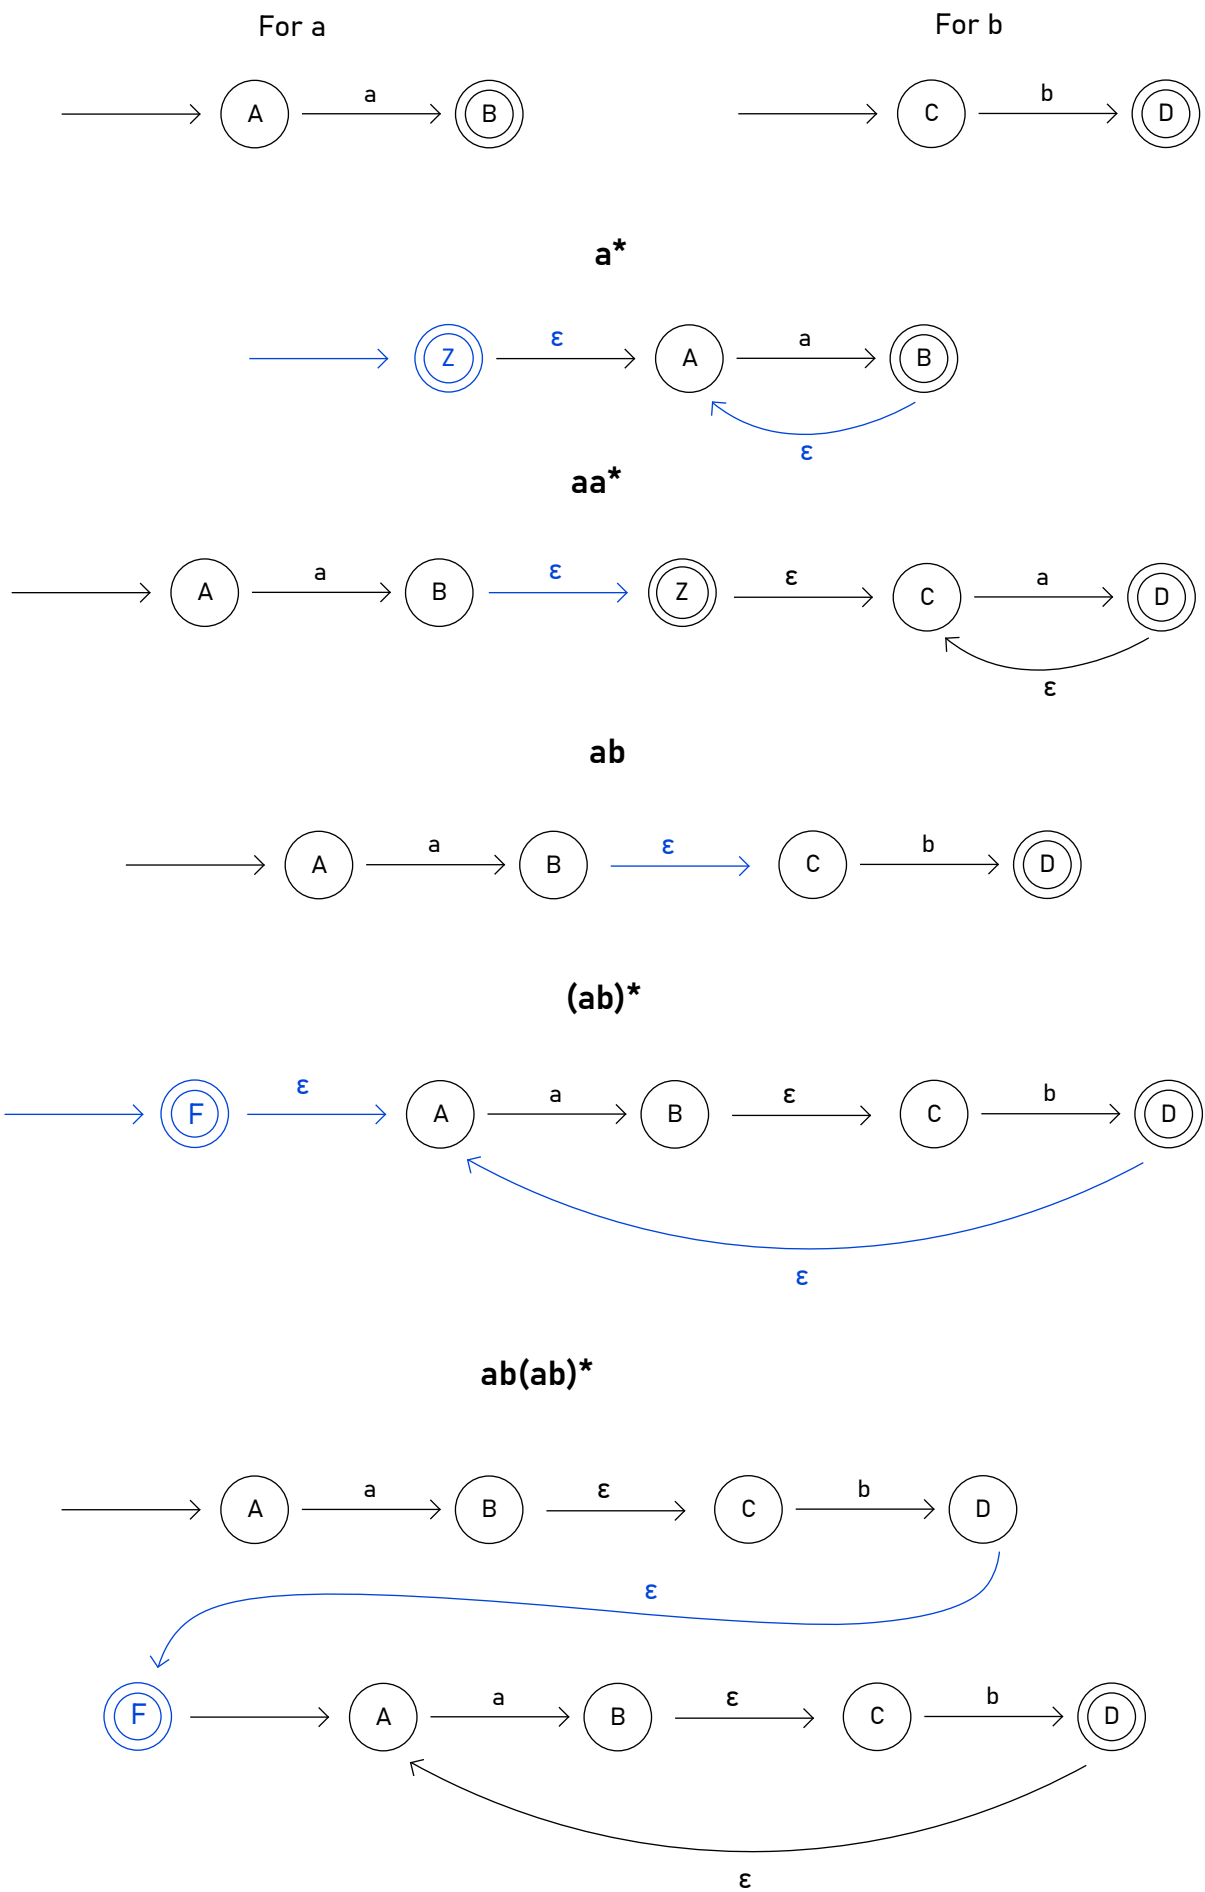 For a For b
a b
A B C D
a*
ε a
Z A B
ε
aa*
a ε ε a
A B Z C D
ε
ab
a ε b
A B C D
(ab)*
ε a ε b
F A B C D
ε
ab(ab)*
a ε b
A B C D
ε
a ε b
F A B C D
ε